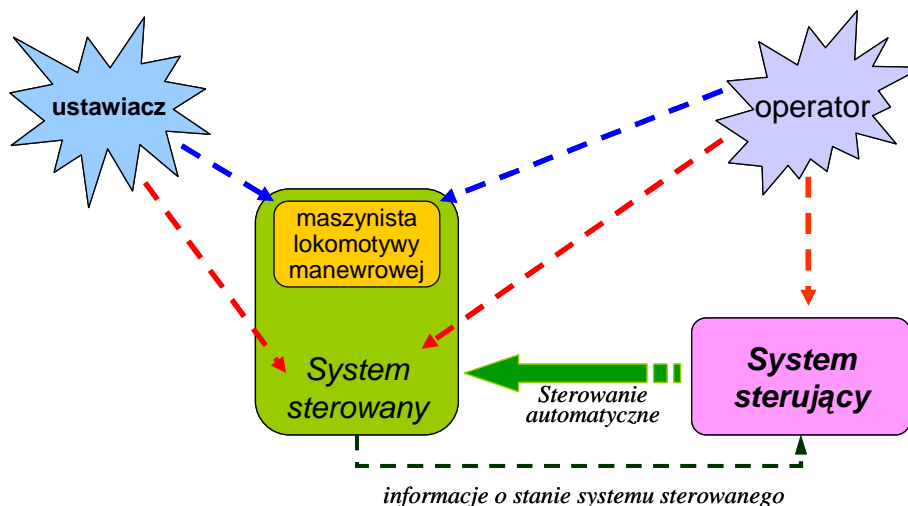 ustawiacz
operator
maszynista
lokomotywy
manewrowej
System
sterowany
System
sterujący
Sterowanie
automatyczne
informacje o stanie systemu sterowanego